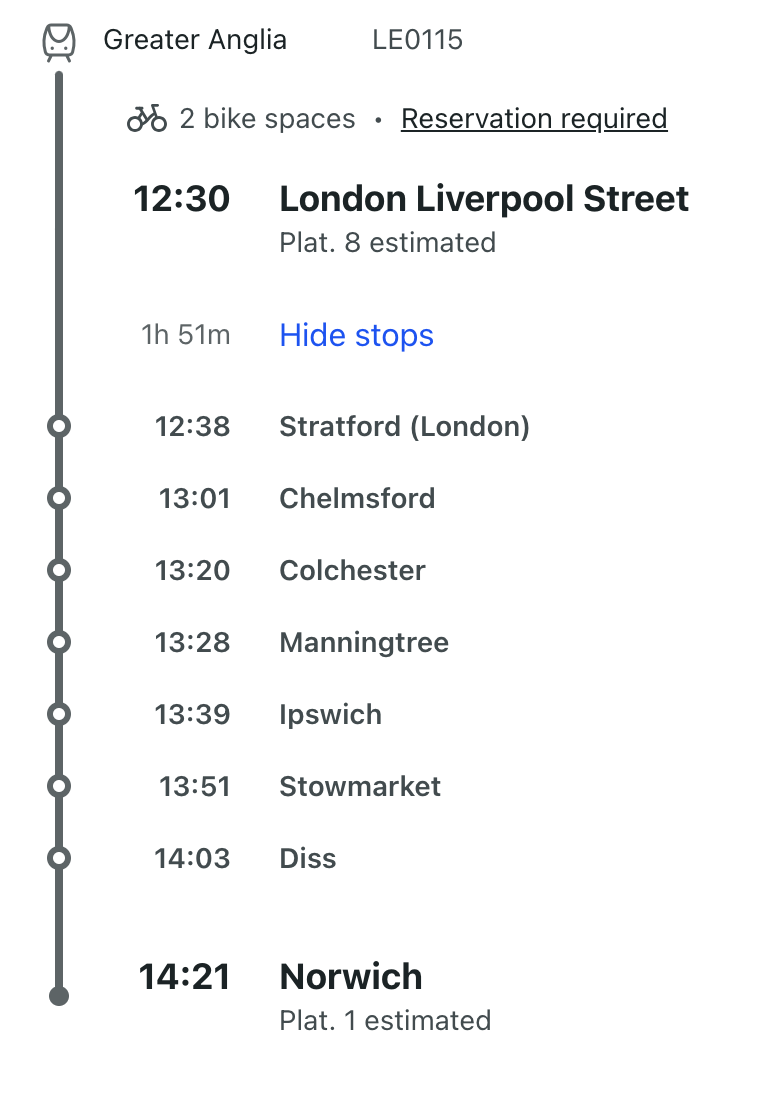 Greater Anglia LE0115
2 bike spaces • Reservation required
12:30 London Liverpool Street
Plat. 8 estimated
1h 51m Hide stops
12:38 Stratford (London)
13:01 Chelmsford
13:20 Colchester
13:28 Manningtree
13:39 Ipswich
13:51 Stowmarket
14:03 Diss
14:21 Norwich
Plat. 1 estimated